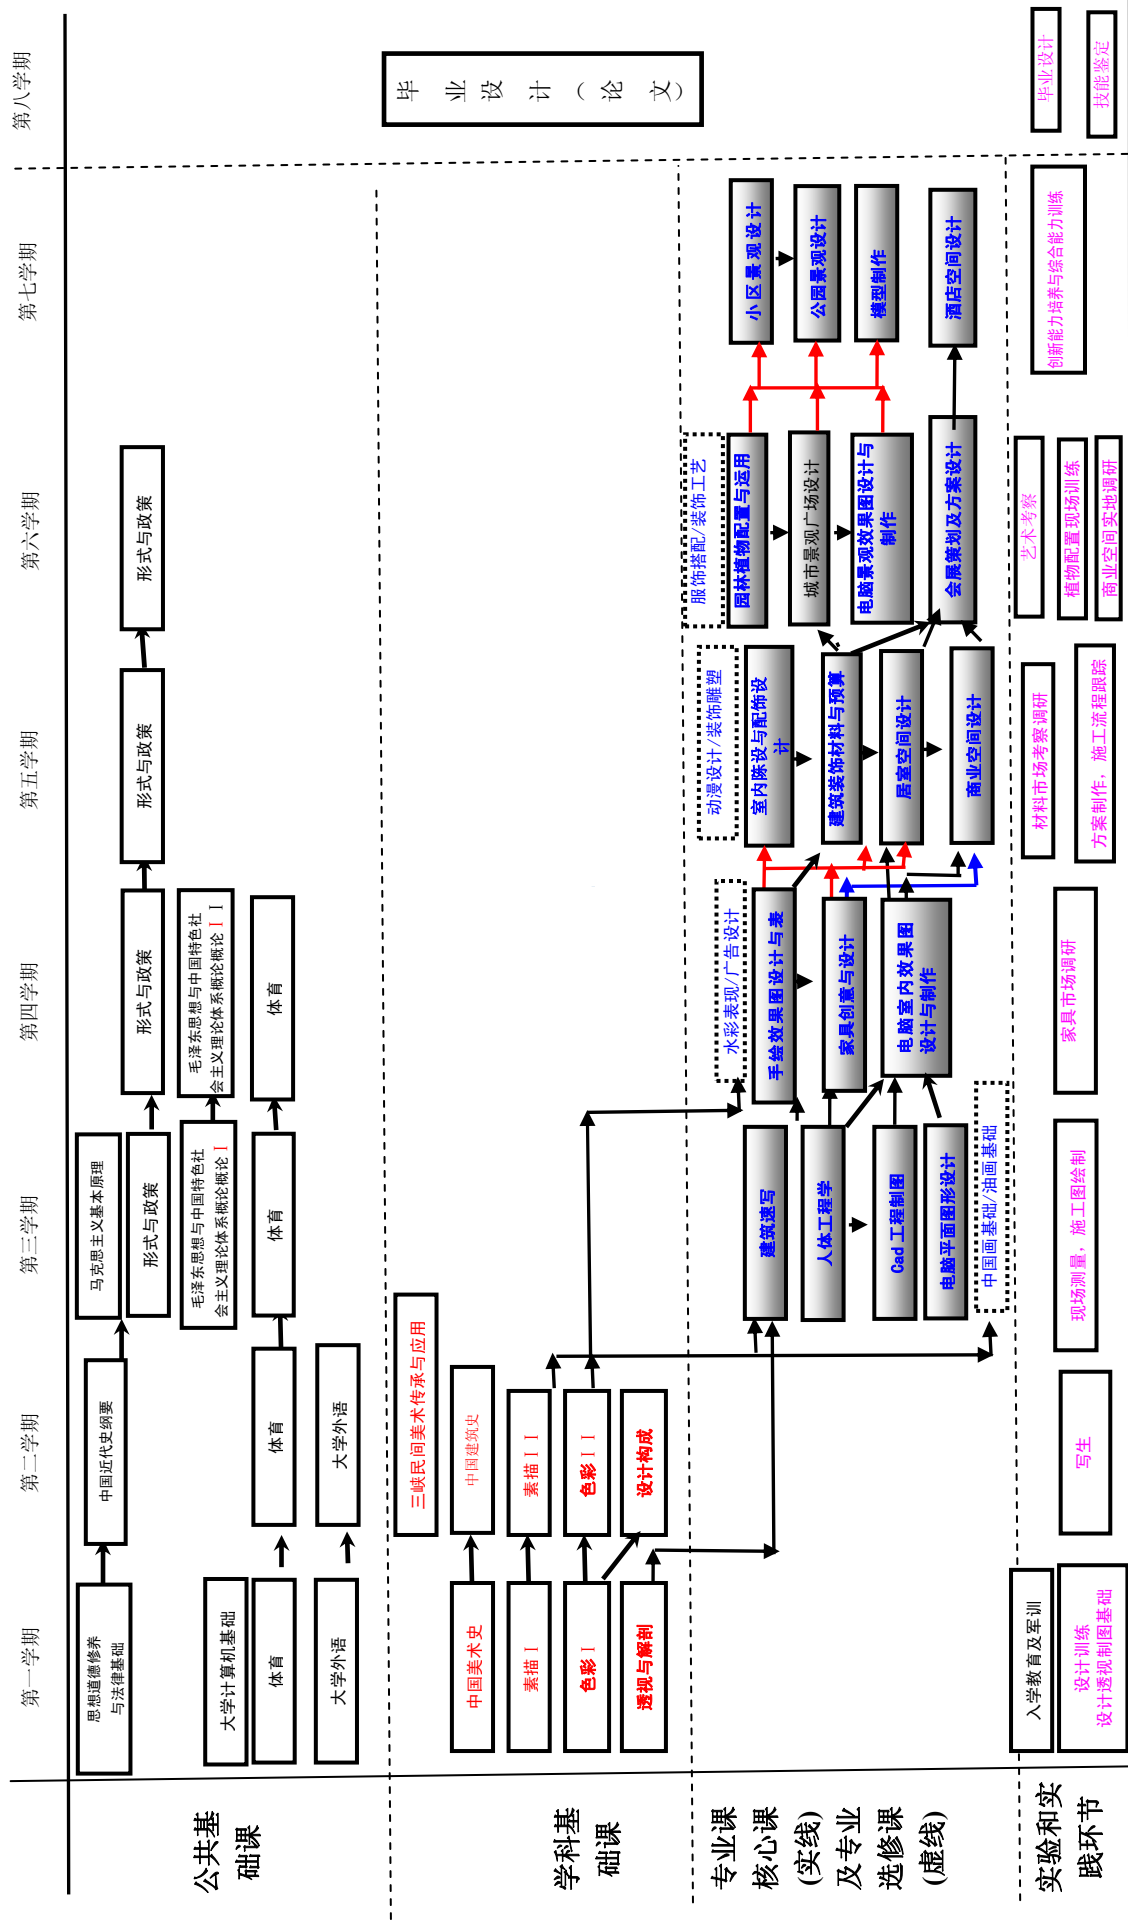 第一学期
第二学期
第三学期
第四学期
第五学期
第六学期
第七学期
第八学期
公共基
础课
思想道德修养
与法律基础
中国近代史纲要
马克思主义基本原理
形式与政策
形式与政策
形式与政策
形式与政策
毛泽东思想与中国特色社
会主义理论体系概论概论Ⅰ
毛泽东思想与中国特色社
会主义理论体系概论概论ⅠⅠ
大学计算机基础
体育
体育
体育
体育
大学外语
大学外语
学科基
础课
三峡民间美术传承与应用
中国美术史
中国建筑史
素描Ⅰ
素描ⅠⅠ
色彩Ⅰ
色彩ⅠⅠ
透视与解剖
设计构成
毕业设计(论文)
专业课
核心课
(实线)
及专业
选修课
(虚线)
建筑速写
人体工程学
Cad 工程制图
电脑平面图形设计
中国画基础/油画基础
水彩表现/广告设计
手绘效果图设计与表
家具创意与设计
电脑室内效果图
设计与制作
动漫设计/装饰雕塑
室内陈设与配饰设
计
建筑装饰材料与预算
居室空间设计
商业空间设计
服饰搭配/装饰工艺
园林植物配置与运用
城市景观广场设计
电脑景观效果图设计与
制作
会展策划及方案设计
小区景观设计
公园景观设计
模型制作
酒店空间设计
实验和实
践环节
入学教育及军训
设计训练
设计透视制图基础
写生
现场测量，施工图绘制
家具市场调研
材料市场考察调研
方案制作，施工流程跟踪
艺术考察
植物配置现场训练
商业空间实地调研
创新能力培养与综合能力训练
毕业设计
技能鉴定